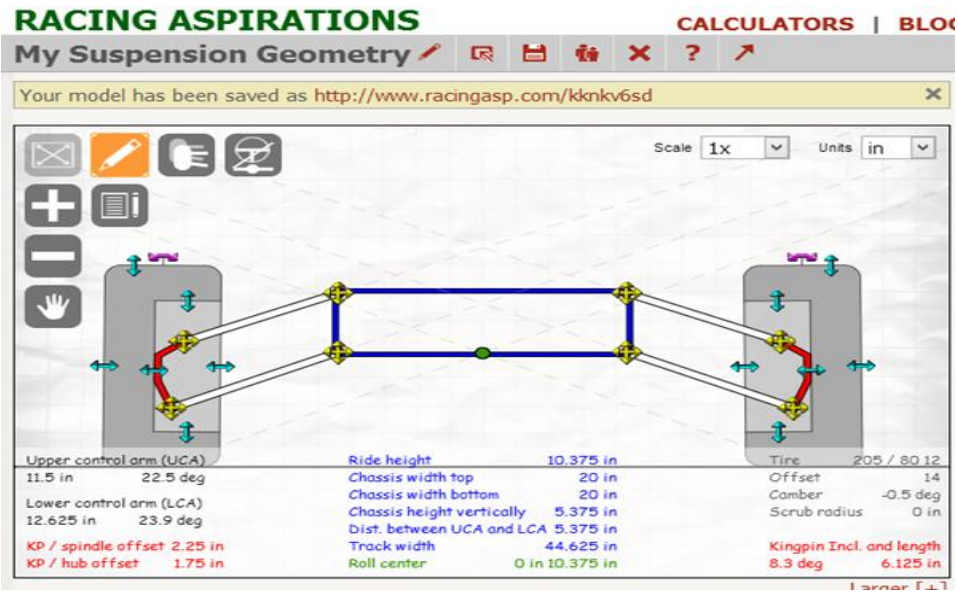 RACING ASPIRATIONS
CALCULATORS | BLOG
My Suspension Geometry ?
Your model has been saved as http://www.racingasp.com/kknkv6sd
Scale 1x Units in
Upper control arm (UCA)
11.5 in 22.5 deg
Lower control arm (LCA)
12.625 in 23.9 deg
KP / spindle offset 2.25 in
KP / hub offset 1.75 in
Ride height 10.375 in
Chassis width top 20 in
Chassis width bottom 20 in
Chassis height vertically 5.375 in
Dist. between UCA and LCA 5.375 in
Track width 44.625 in
Roll center 0 in 10.375 in
Tire 205 / 80 12
Offset 14
Camber -0.5 deg
Scrub radius 0 in
Kingpin Incl. and length
8.3 deg 6.125 in
Larger [+]